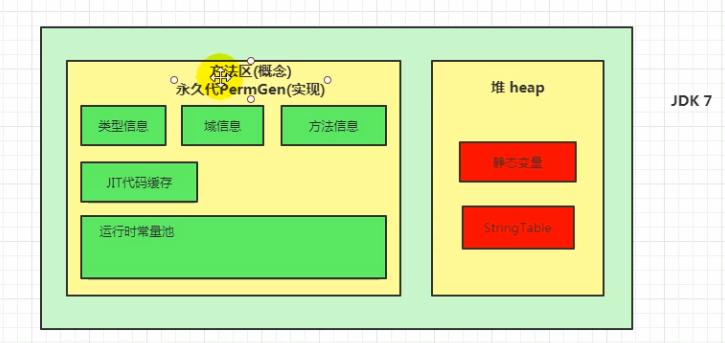 方法区(概念)
永久代PermGen(实现)
堆 heap
JDK 7
类型信息
域信息
方法信息
静态变量
JIT代码缓存
StringTable
运行时常量池